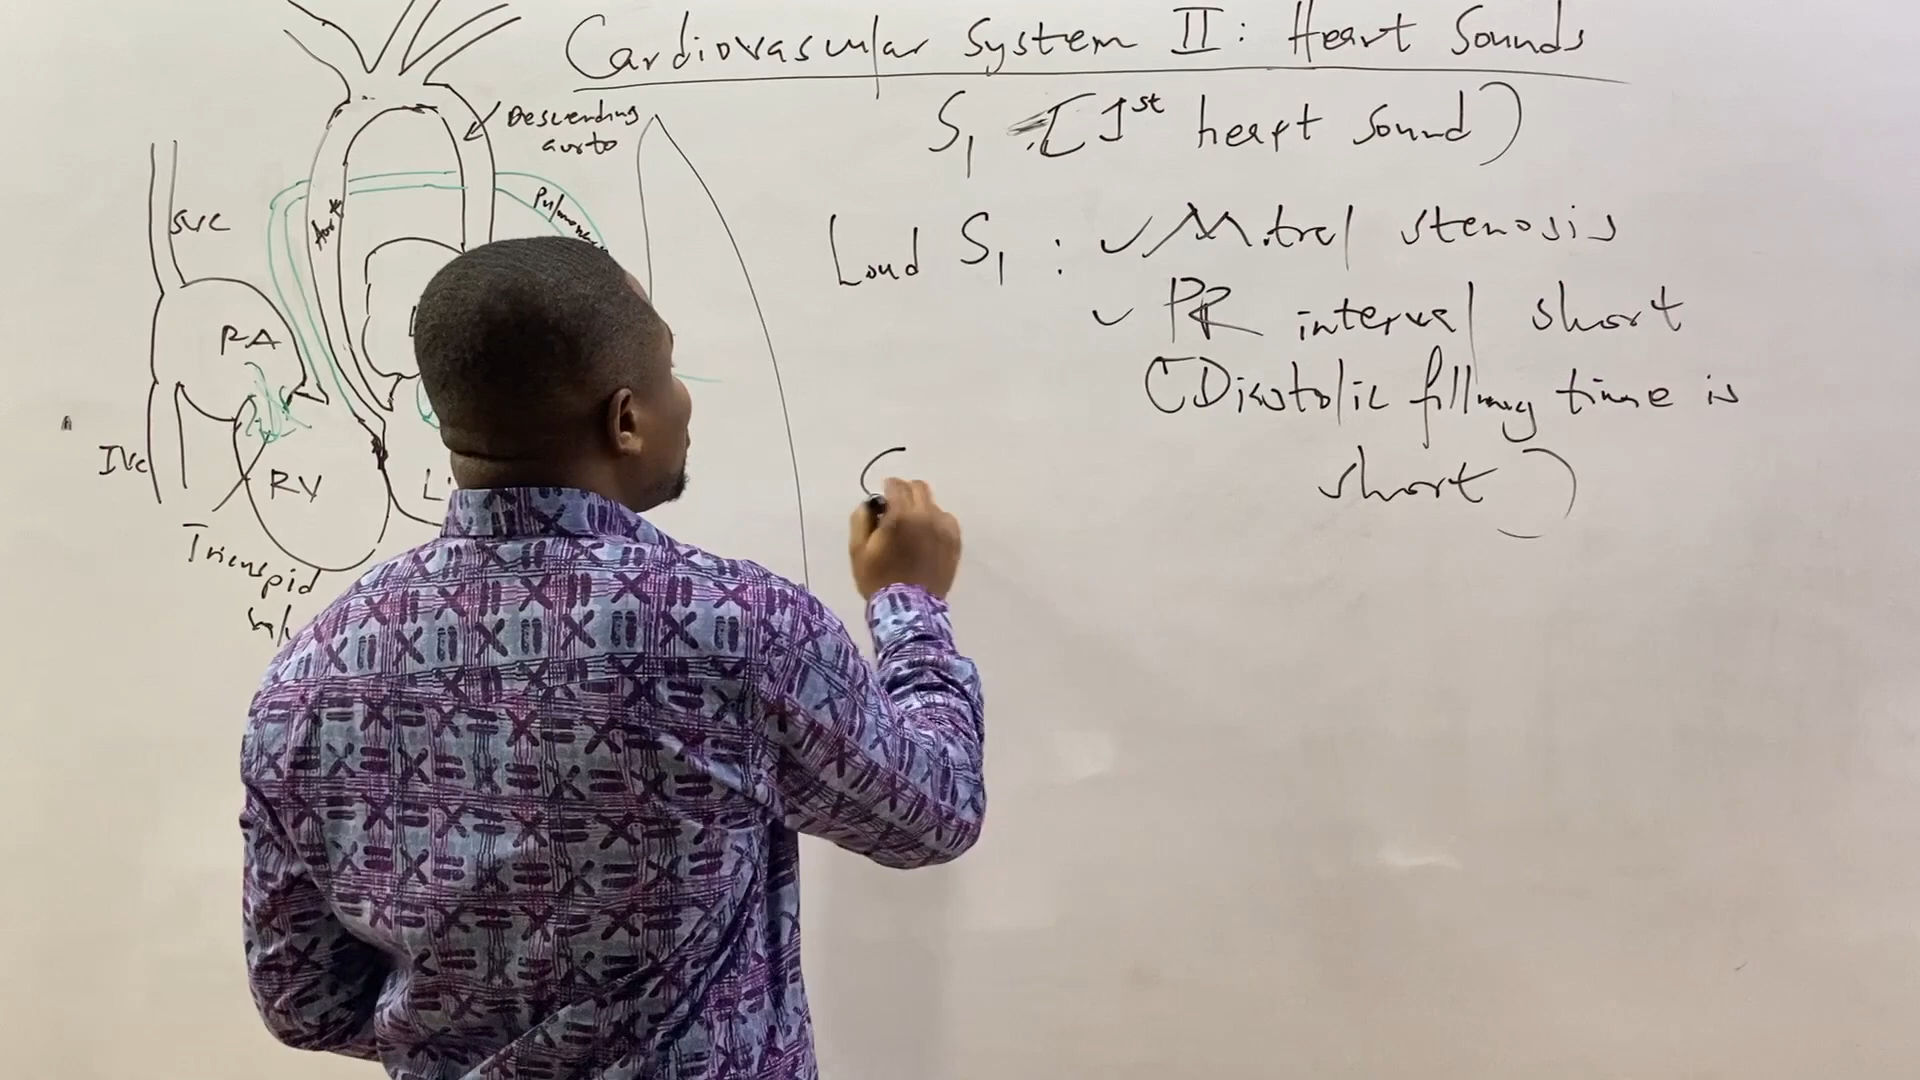 Cardiovascular System II: Heart Sounds
S1 (1st heart sound)
Loud S1: ✓ Mitral stenosis
✓ PR interval short
(Diastolic filling time is
short)
Descending
aorta
Pulmonary
Aorta
SVC
RA
IVC
RV
L
Tricuspid